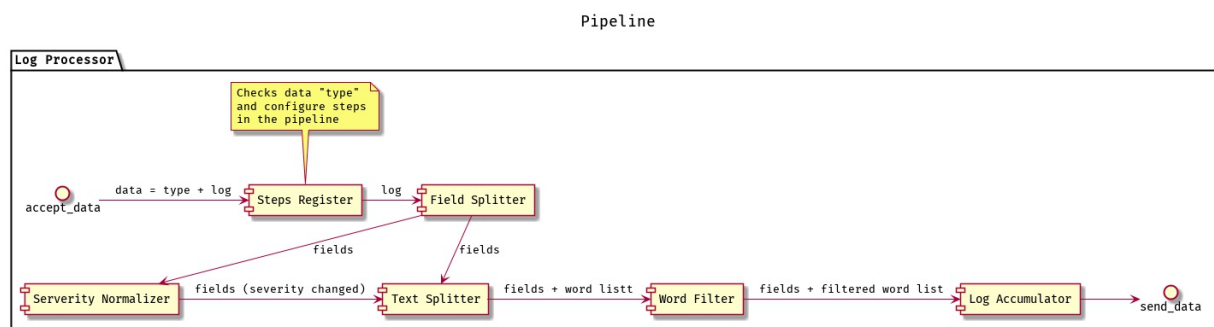 Pipeline
Log Processor
Checks data "type"
and configure steps
in the pipeline
data = type + log
log
accept_data
Steps Register
Field Splitter
fields
fields
Serverity Normalizer
fields (severity changed)
Text Splitter
fields + word listt
Word Filter
fields + filtered word list
Log Accumulator
send_data